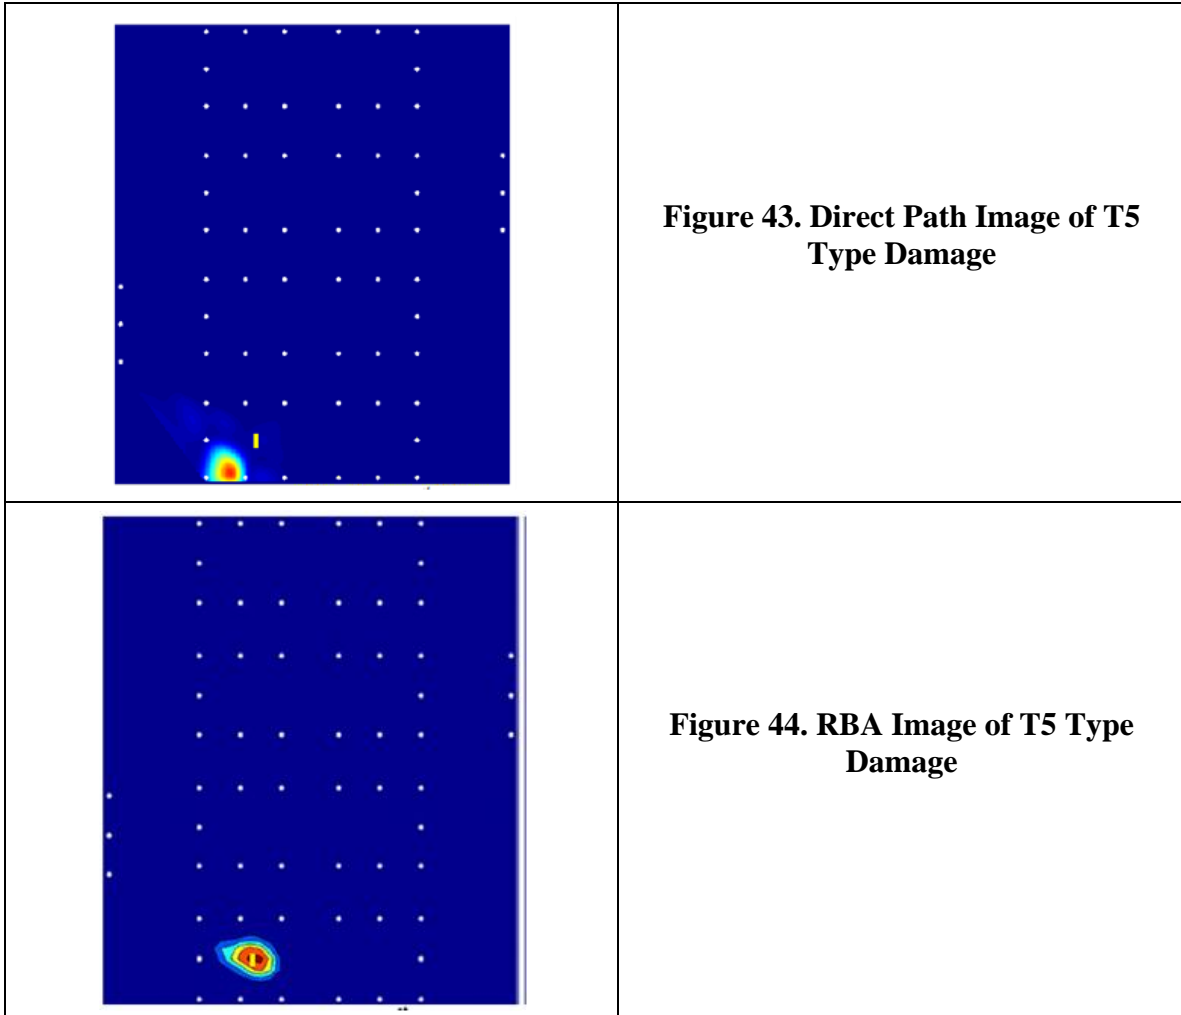 Figure 43. Direct Path Image of T5
Type Damage
Figure 44. RBA Image of T5 Type
Damage